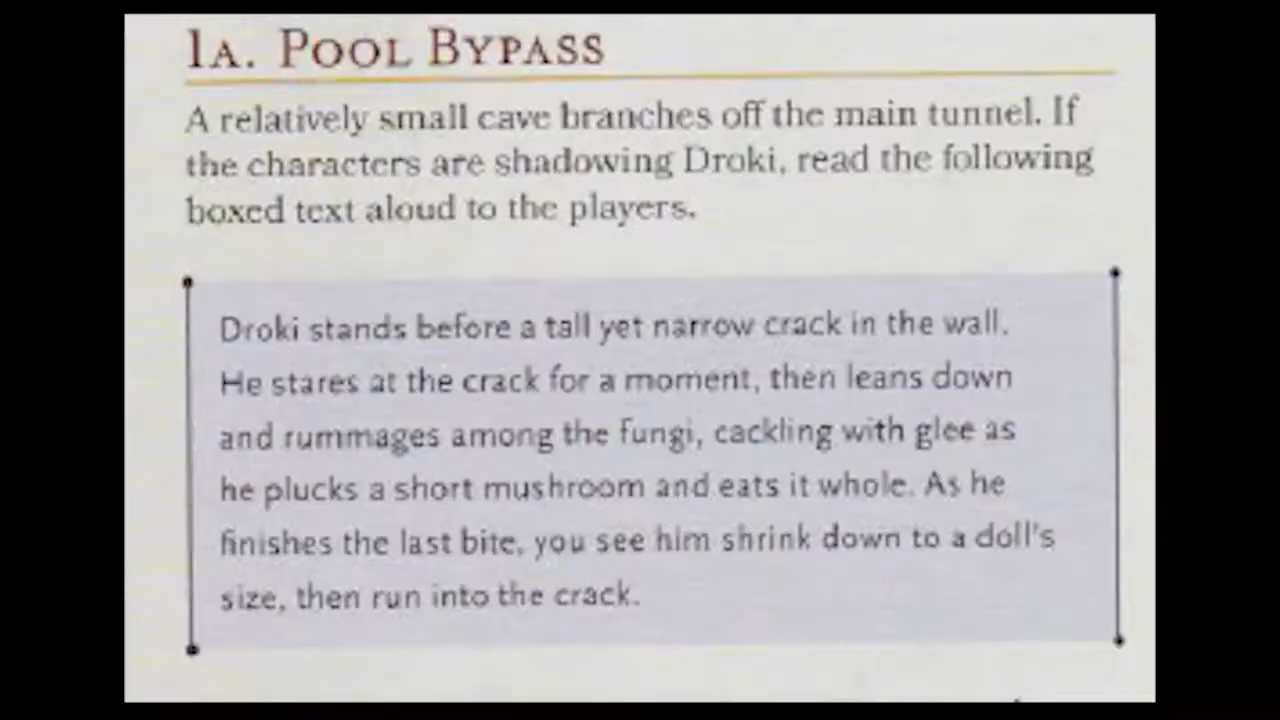 1A. POOL BYPASS
A relatively small cave branches off the main tunnel. If
the characters are shadowing Droki, read the following
boxed text aloud to the players.
Droki stands before a tall yet narrow crack in the wall.
He stares at the crack for a moment, then leans down
and rummages among the fungi, cackling with glee as
he plucks a short mushroom and eats it whole. As he
finishes the last bite, you see him shrink down to a doll's
size, then run into the crack.